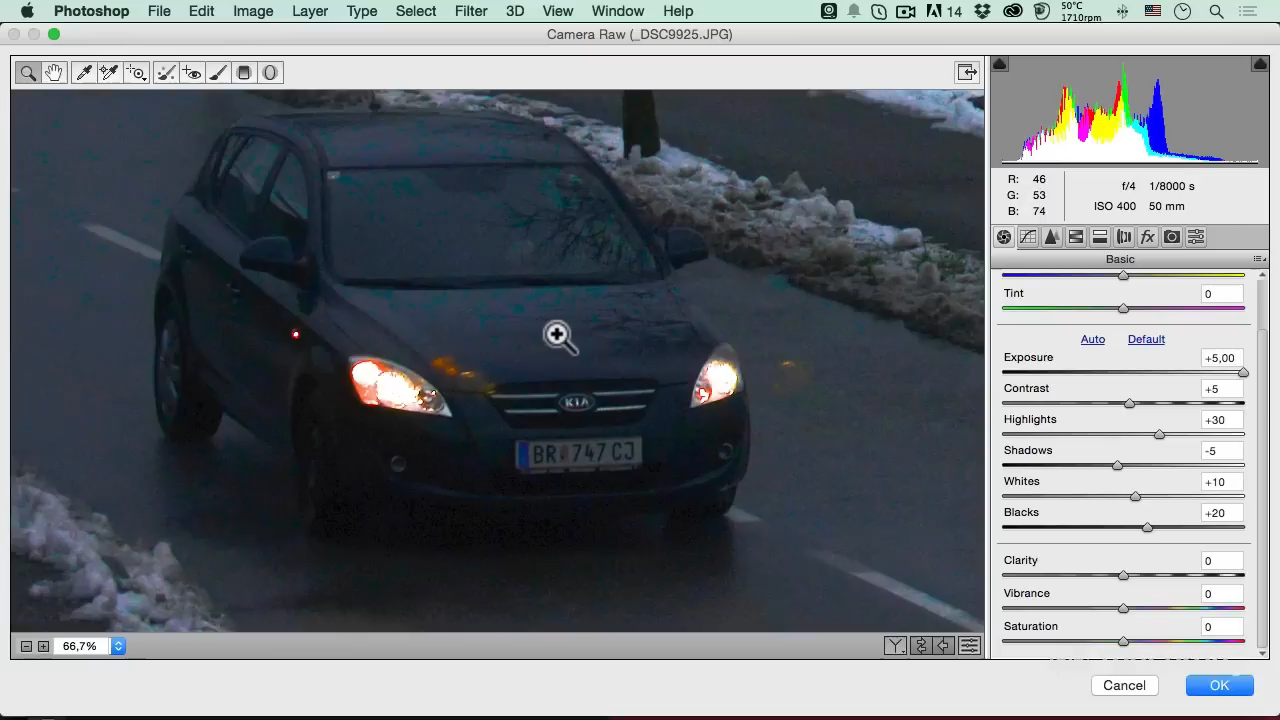 Photoshop File Edit Image Layer Type Select Filter 3D View Window Help 14 50°C 1710rpm
Camera Raw (_DSC9925.JPG)
R: 46
G: 53
B: 74
f/4 1/8000 s
ISO 400 50 mm
fx
Basic
Tint 0
Auto Default
Exposure +5,00
Contrast +5
Highlights +30
Shadows -5
Whites +10
Blacks +20
Clarity 0
Vibrance 0
Saturation 0
KIA
BR 747 CJ
66,7%
Y
Cancel OK